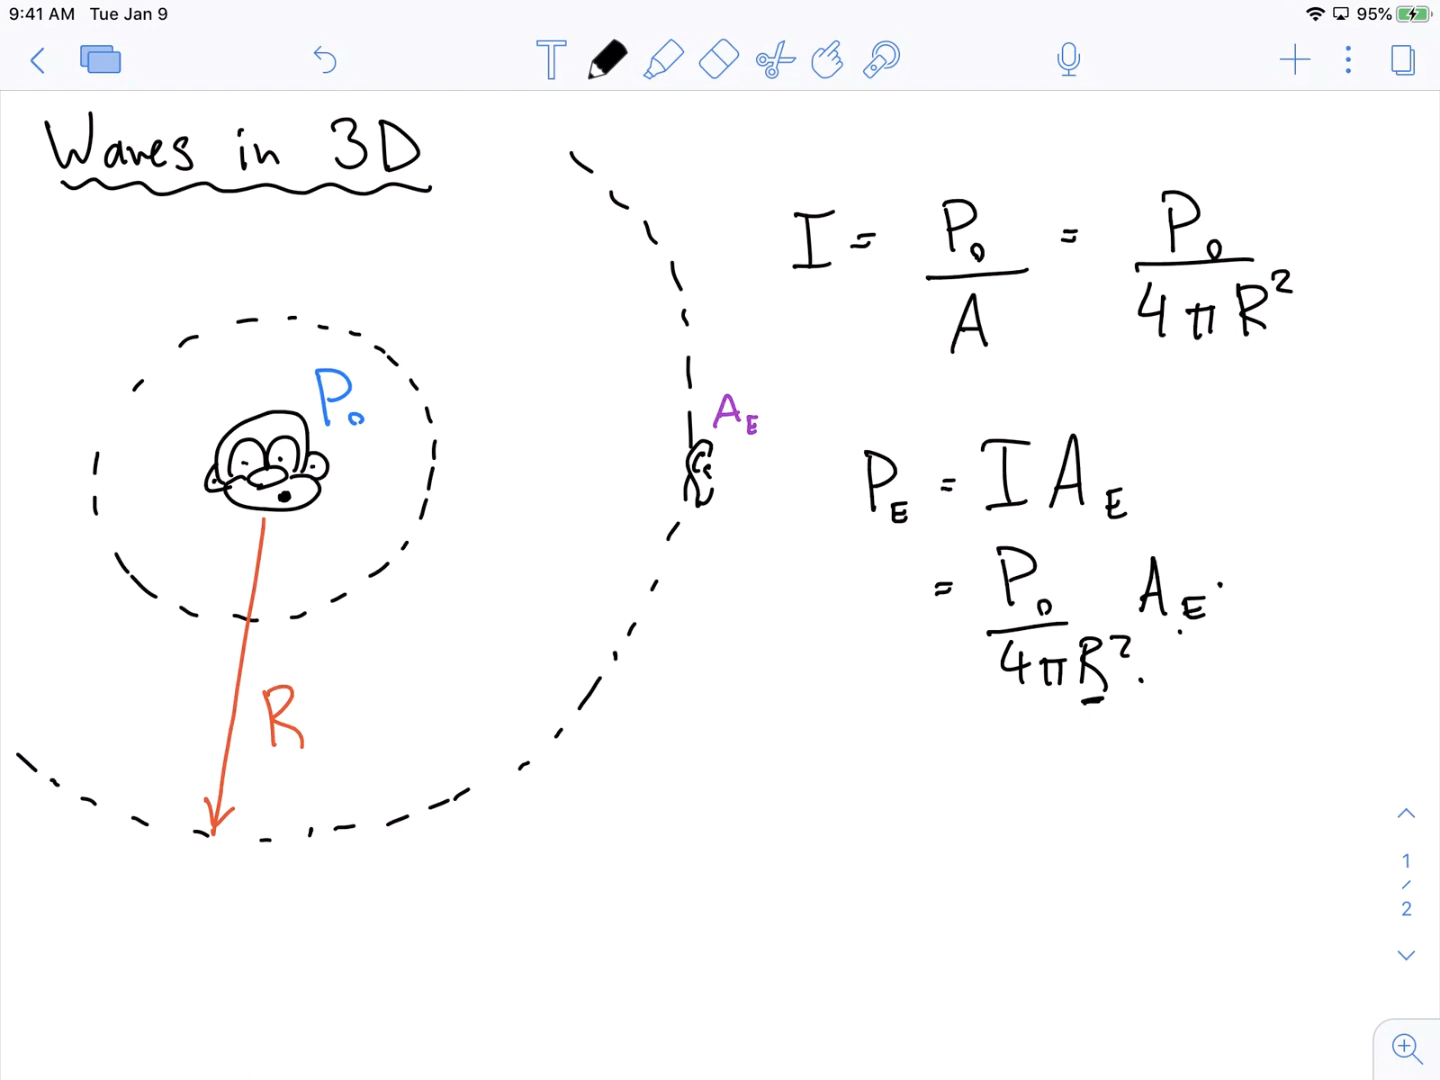 9:41 AM Tue Jan 9
95%
T
Waves in 3D
I = P₀/A = P₀/4πR²
P₀
A_E
P_E = I A_E
= P₀/4πR² A_E
R
1
/
2